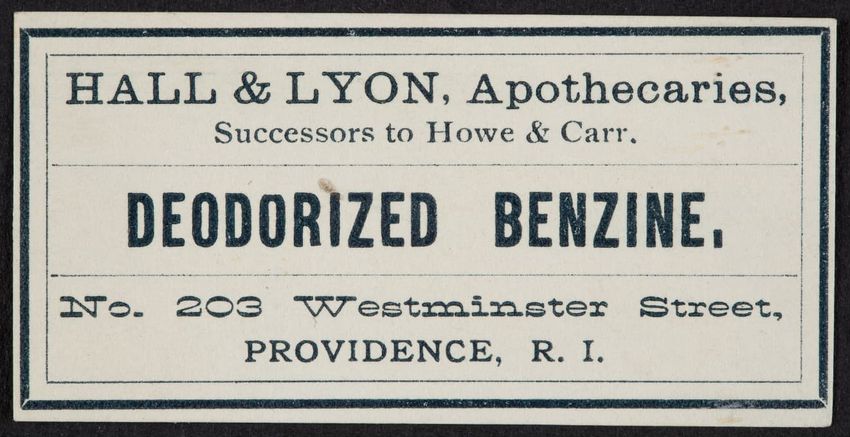 HALL & LYON, Apothecaries,
Successors to Howe & Carr.
DEODORIZED BENZINE,
No. 203 Westminster Street,
PROVIDENCE, R. I.